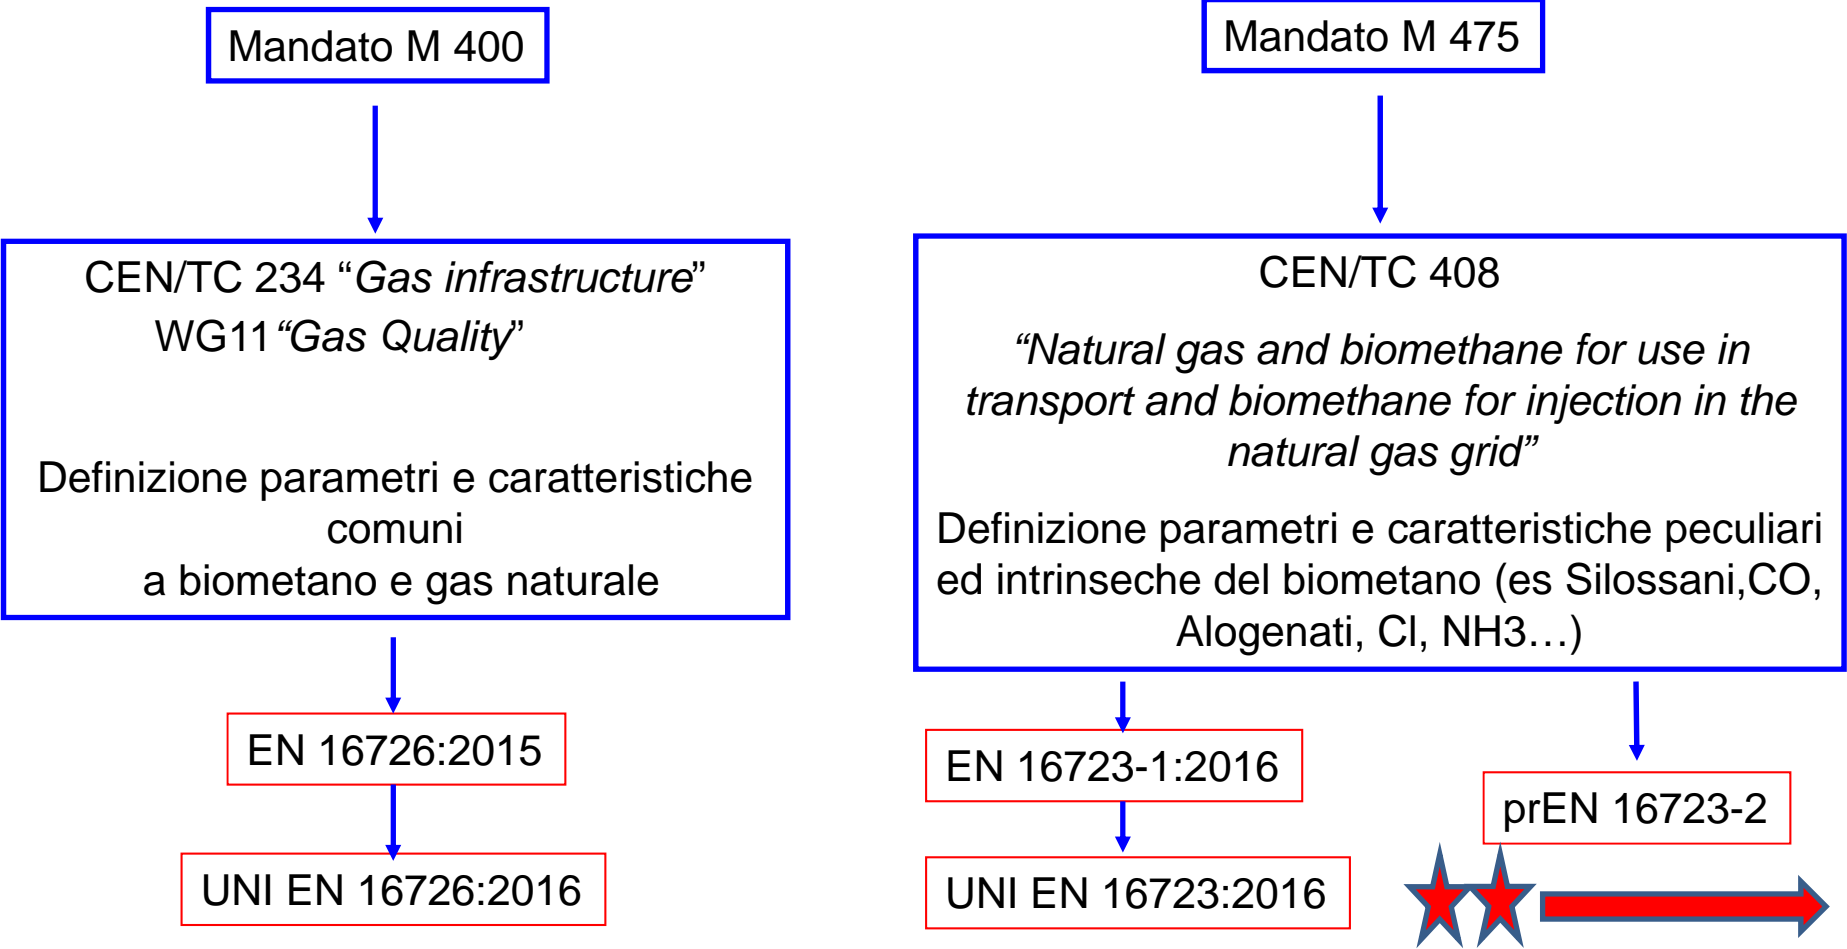 Mandato M 400
Mandato M 475
CEN/TC 234 “Gas infrastructure”
WG11“Gas Quality”
Definizione parametri e caratteristiche
comuni
a biometano e gas naturale
CEN/TC 408
“Natural gas and biomethane for use in
transport and biomethane for injection in the
natural gas grid”
Definizione parametri e caratteristiche peculiari
ed intrinseche del biometano (es Silossani,CO,
Alogenati, Cl, NH3…)
EN 16726:2015
UNI EN 16726:2016
EN 16723-1:2016
UNI EN 16723:2016
prEN 16723-2